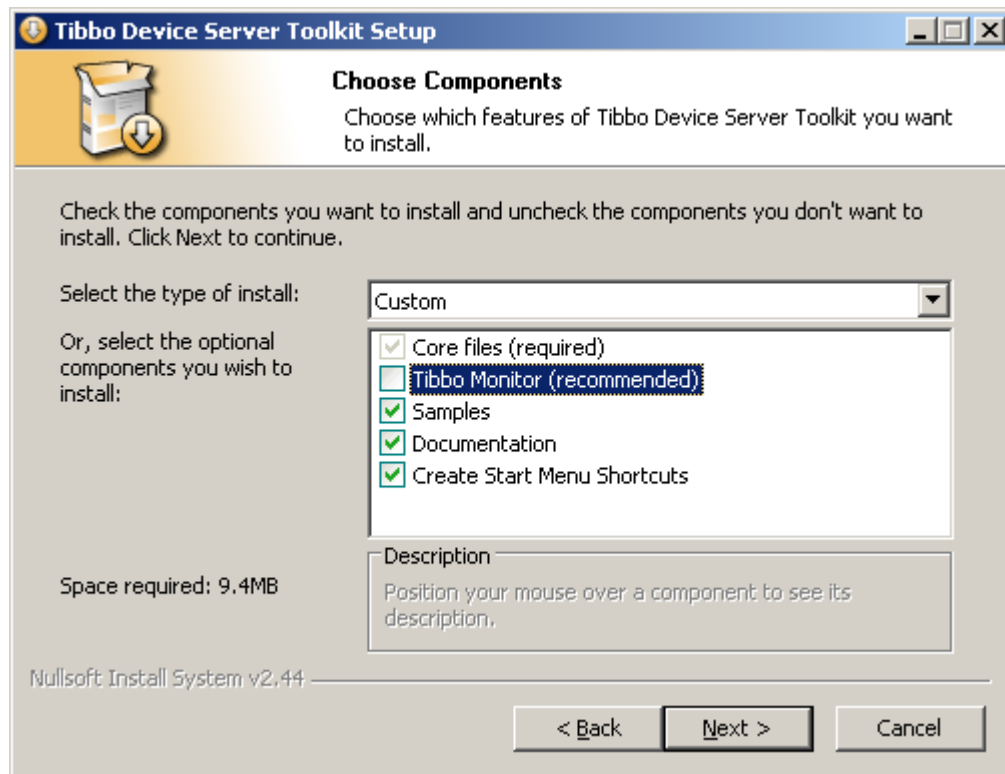 Tibbo Device Server Toolkit Setup
Choose Components
Choose which features of Tibbo Device Server Toolkit you want
to install.
Check the components you want to install and uncheck the components you don't want to
install. Click Next to continue.
Select the type of install:
Custom
Or, select the optional
components you wish to
install:
Core files (required)
Tibbo Monitor (recommended)
Samples
Documentation
Create Start Menu Shortcuts
Space required: 9.4MB
Description
Position your mouse over a component to see its
description.
Nullsoft Install System v2.44
< Back
Next >
Cancel